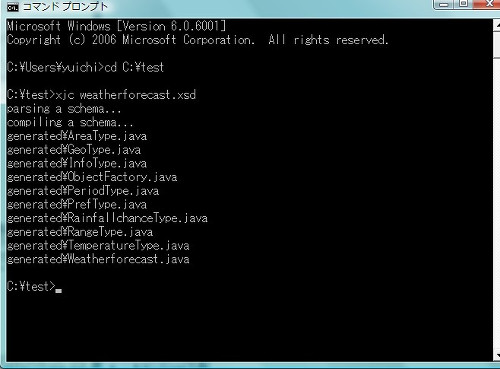 コマンド プロンプト
Microsoft Windows [Version 6.0.6001]
Copyright (c) 2006 Microsoft Corporation.  All rights reserved.
C:¥Users¥yuichi>cd C:¥test
C:¥test>xjc weatherforecast.xsd
parsing a schema...
compiling a schema...
generated¥AreaType.java
generated¥GeoType.java
generated¥InfoType.java
generated¥ObjectFactory.java
generated¥PeriodType.java
generated¥PrefType.java
generated¥RainfallchanceType.java
generated¥RangeType.java
generated¥TemperatureType.java
generated¥Weatherforecast.java
C:¥test>_